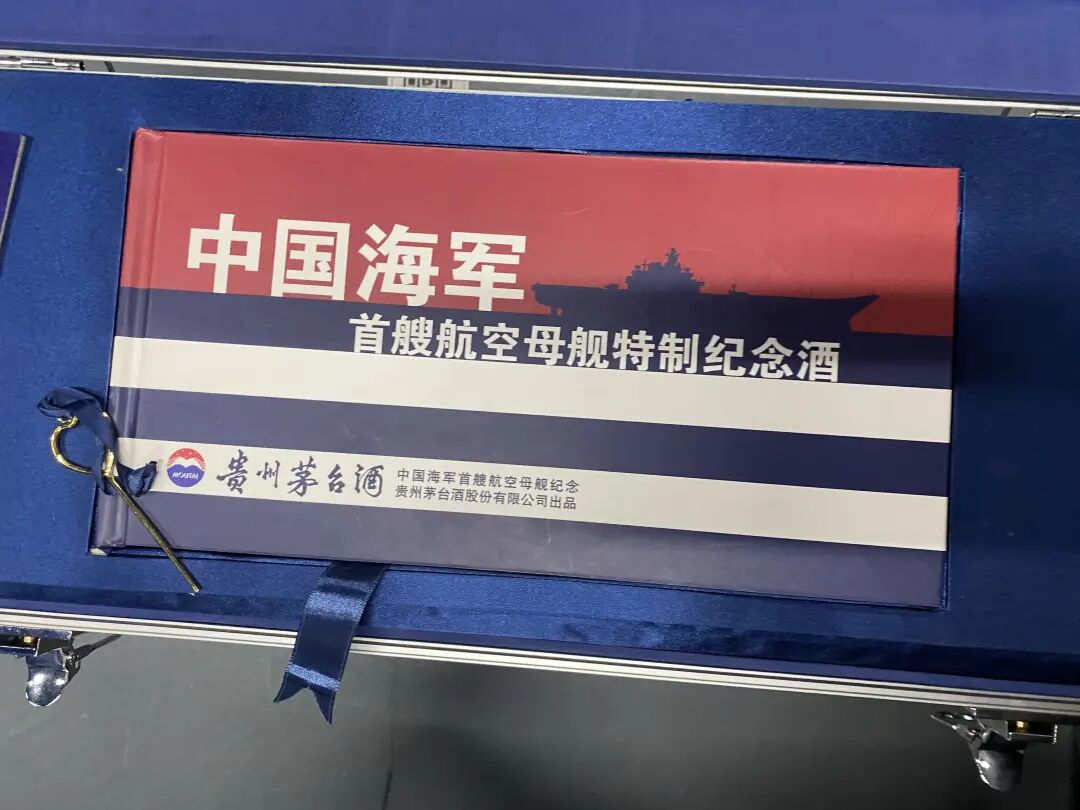 中国海军
首艘航空母舰特制纪念酒
MOUTAI
贵州茅台酒
中国海军首艘航空母舰纪念
贵州茅台酒股份有限公司出品